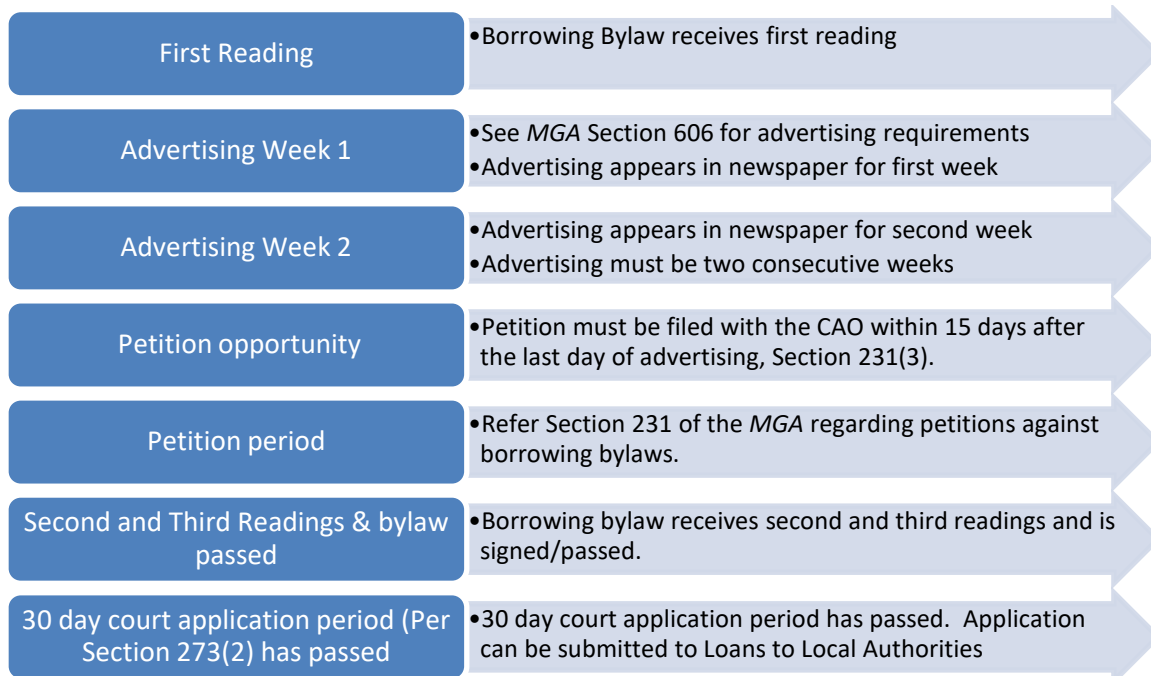 First Reading
•Borrowing Bylaw receives first reading
Advertising Week 1
•See MGA Section 606 for advertising requirements
•Advertising appears in newspaper for first week
Advertising Week 2
•Advertising appears in newspaper for second week
•Advertising must be two consecutive weeks
Petition opportunity
•Petition must be filed with the CAO within 15 days after
the last day of advertising, Section 231(3).
Petition period
•Refer Section 231 of the MGA regarding petitions against
borrowing bylaws.
Second and Third Readings & bylaw
passed
•Borrowing bylaw receives second and third readings and is
signed/passed.
30 day court application period (Per
Section 273(2) has passed
•30 day court application period has passed.  Application
can be submitted to Loans to Local Authorities